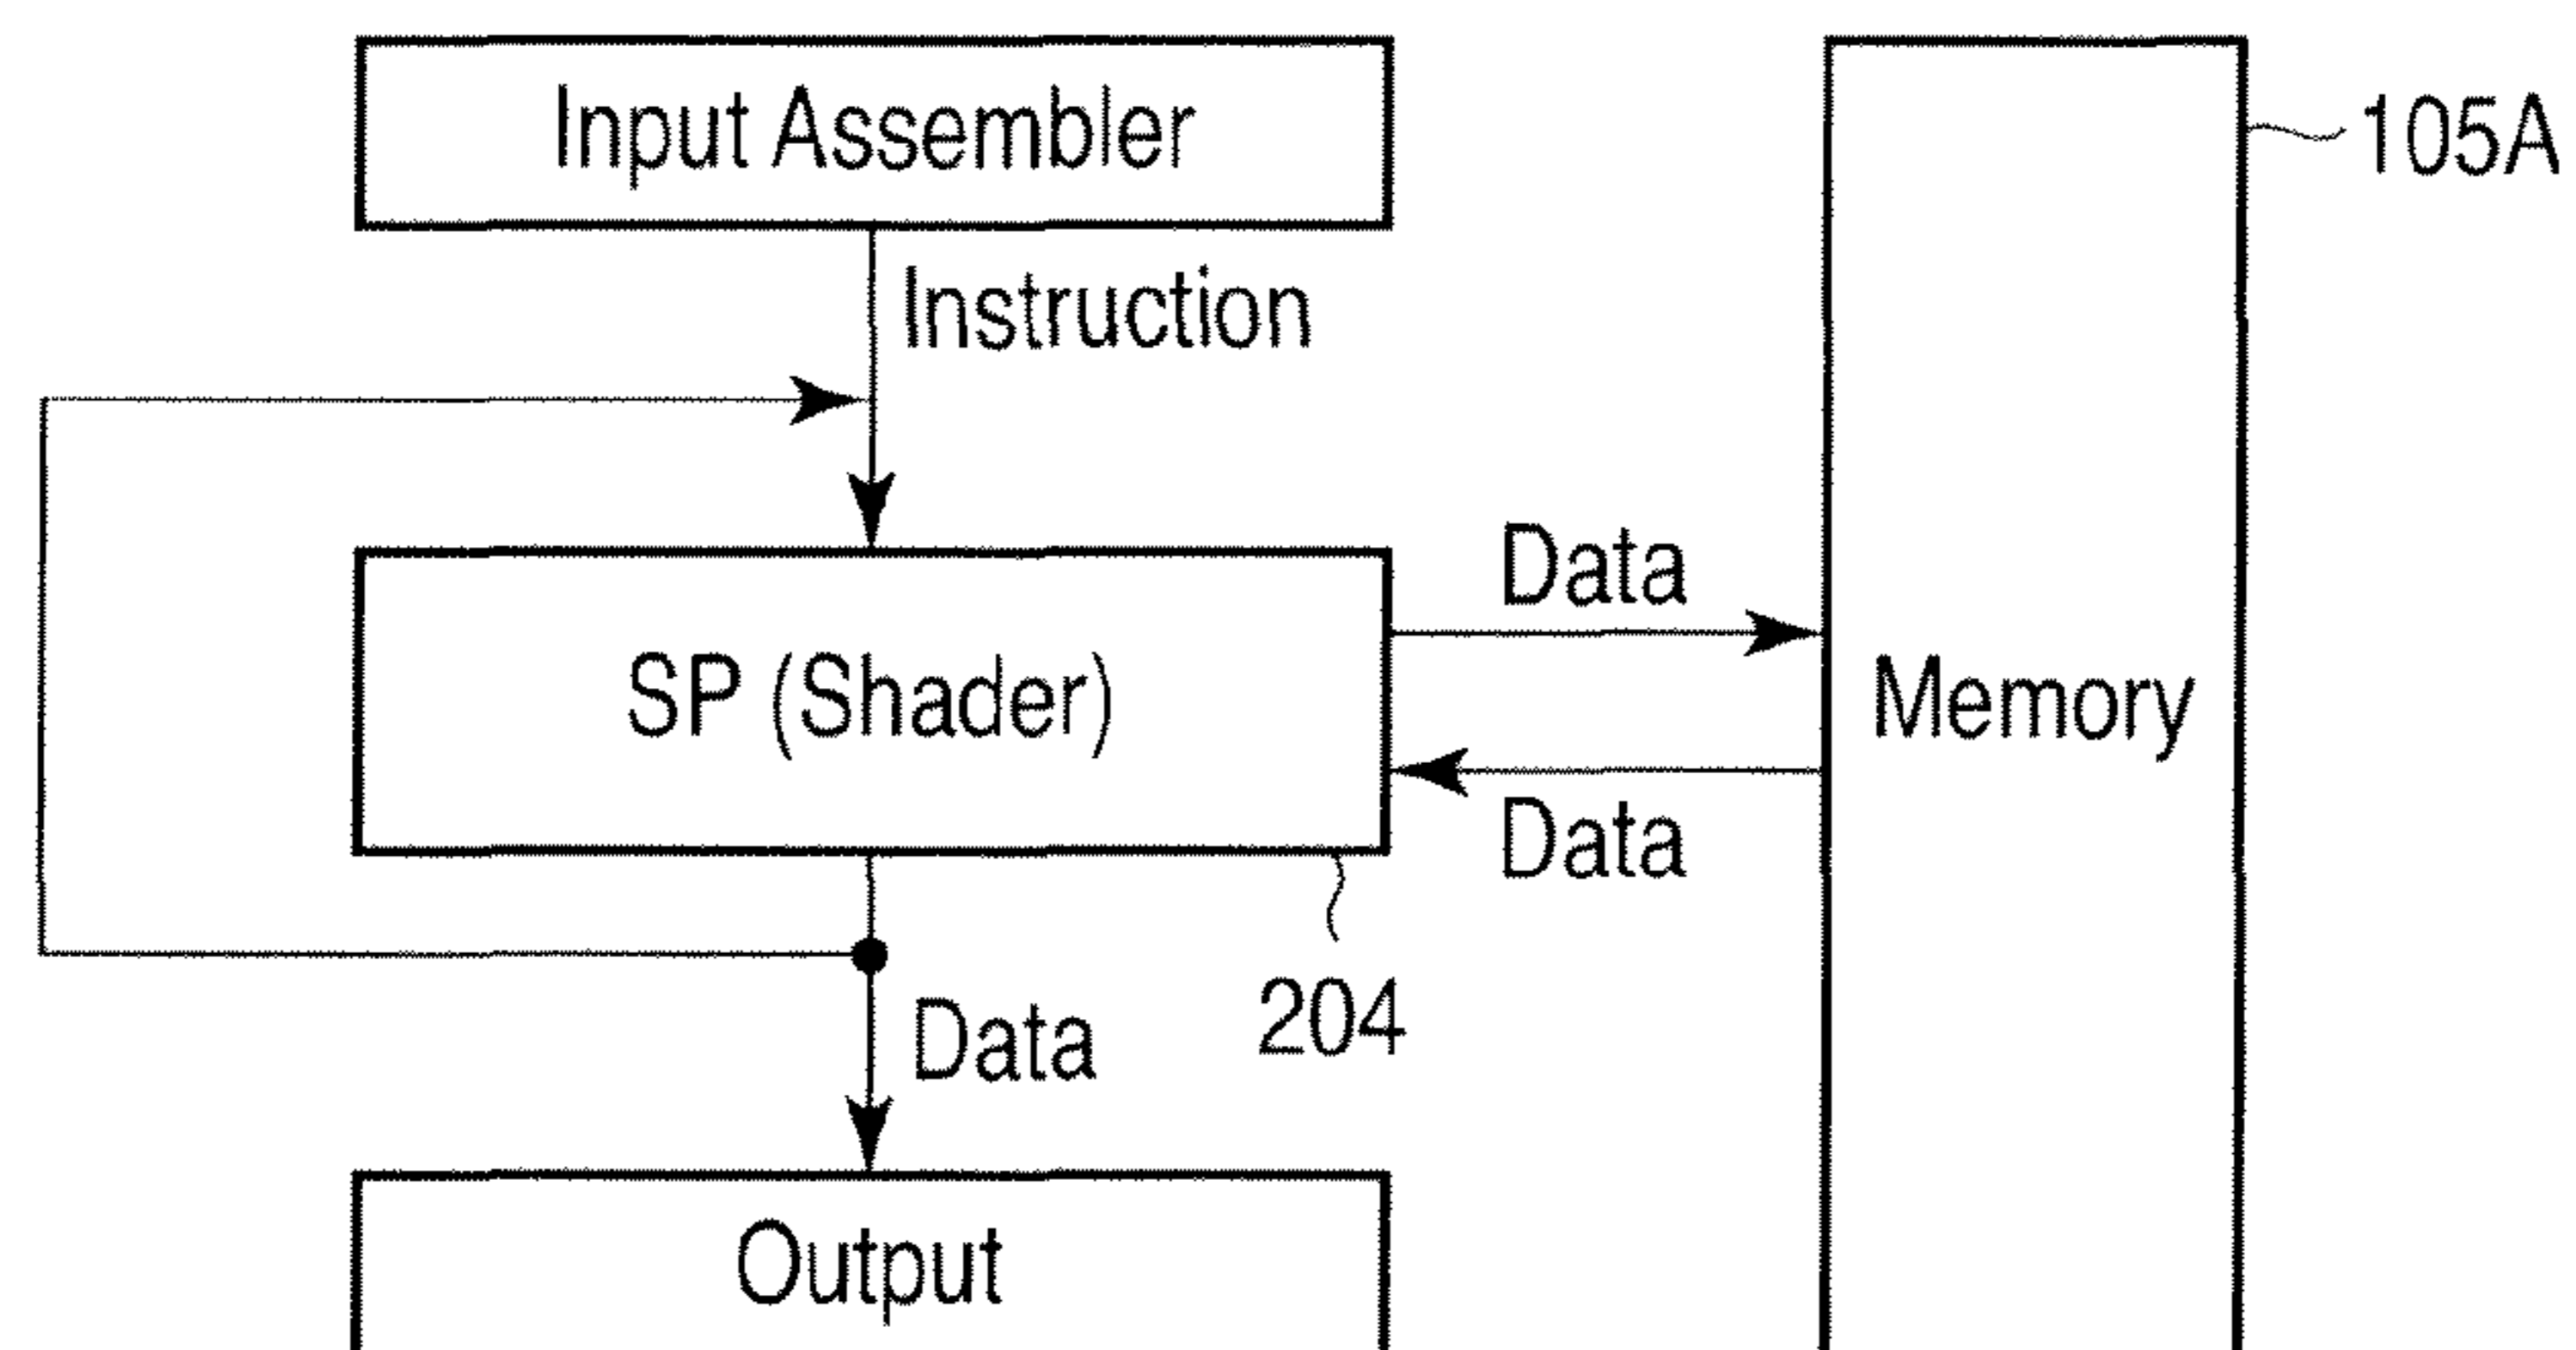 Input Assembler
105A
Instruction
Data
SP (Shader)
Memory
Data
204
Data
Output